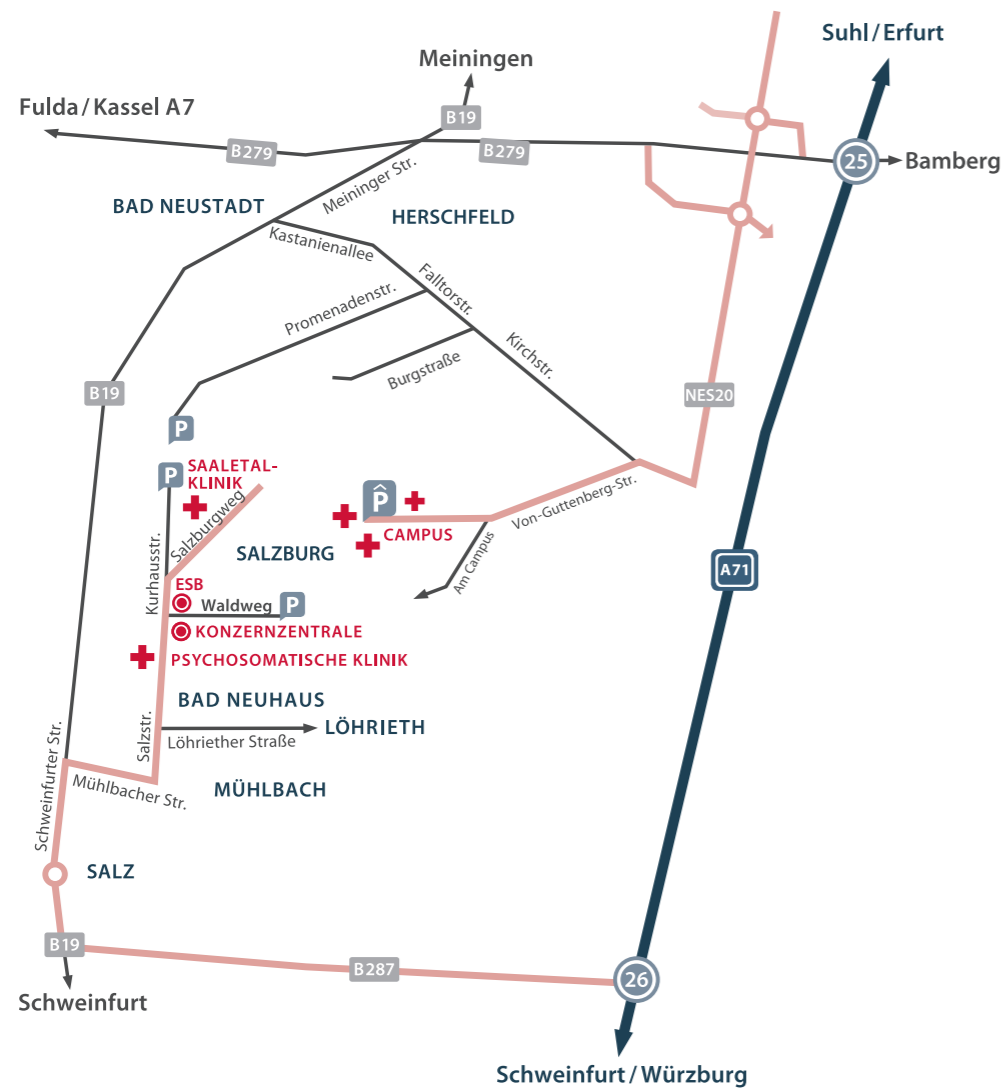 Suhl / Erfurt
Meiningen
Fulda / Kassel A7
B19
B279
B279
25
Bamberg
Meininger Str.
BAD NEUSTADT
HERSCHFELD
Kastanienallee
Falltorstr.
Promenadenstr.
Kirchstr.
Burgstraße
B19
NES20
P
P
SAALETAL-
KLINIK
Salzburgweg
P
CAMPUS
Von-Guttenberg-Str.
SALZBURG
Am Campus
A71
Kurhausstr.
ESB
Waldweg
P
KONZERNZENTRALE
PSYCHOSOMATISCHE KLINIK
BAD NEUHAUS
Salzstr.
Löhriether Straße
LÖHRIETH
Schweinfurter Str.
Mühlbacher Str.
MÜHLBACH
SALZ
B19
B287
26
Schweinfurt
Schweinfurt / Würzburg